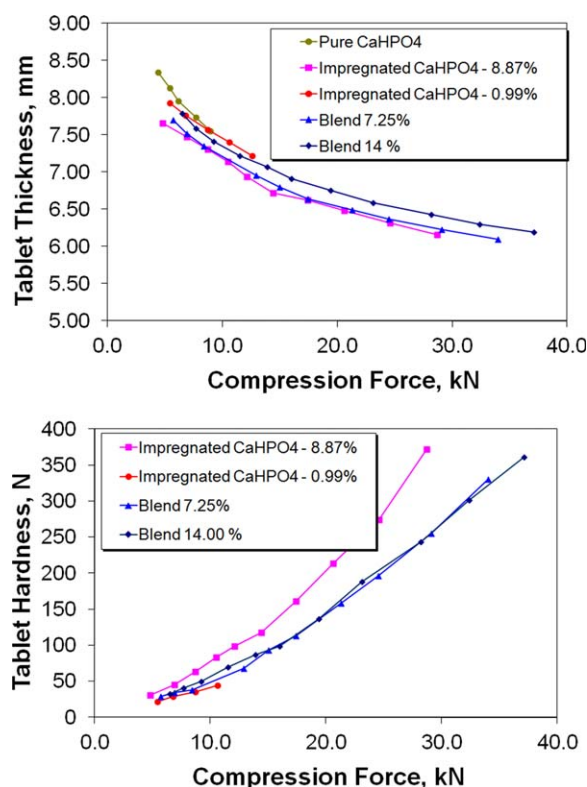 9.00
8.50
8.00
7.50
7.00
6.50
6.00
5.50
5.00
Tablet Thickness, mm
Pure CaHPO4
Impregnated CaHPO4 - 8.87%
Impregnated CaHPO4 - 0.99%
Blend 7.25%
Blend 14 %
0.0 10.0 20.0 30.0 40.0
Compression Force, kN
400
350
300
250
200
150
100
50
0
Tablet Hardness, N
Impregnated CaHPO4 - 8.87%
Impregnated CaHPO4 - 0.99%
Blend 7.25%
Blend 14.00 %
0.0 10.0 20.0 30.0 40.0
Compression Force, kN